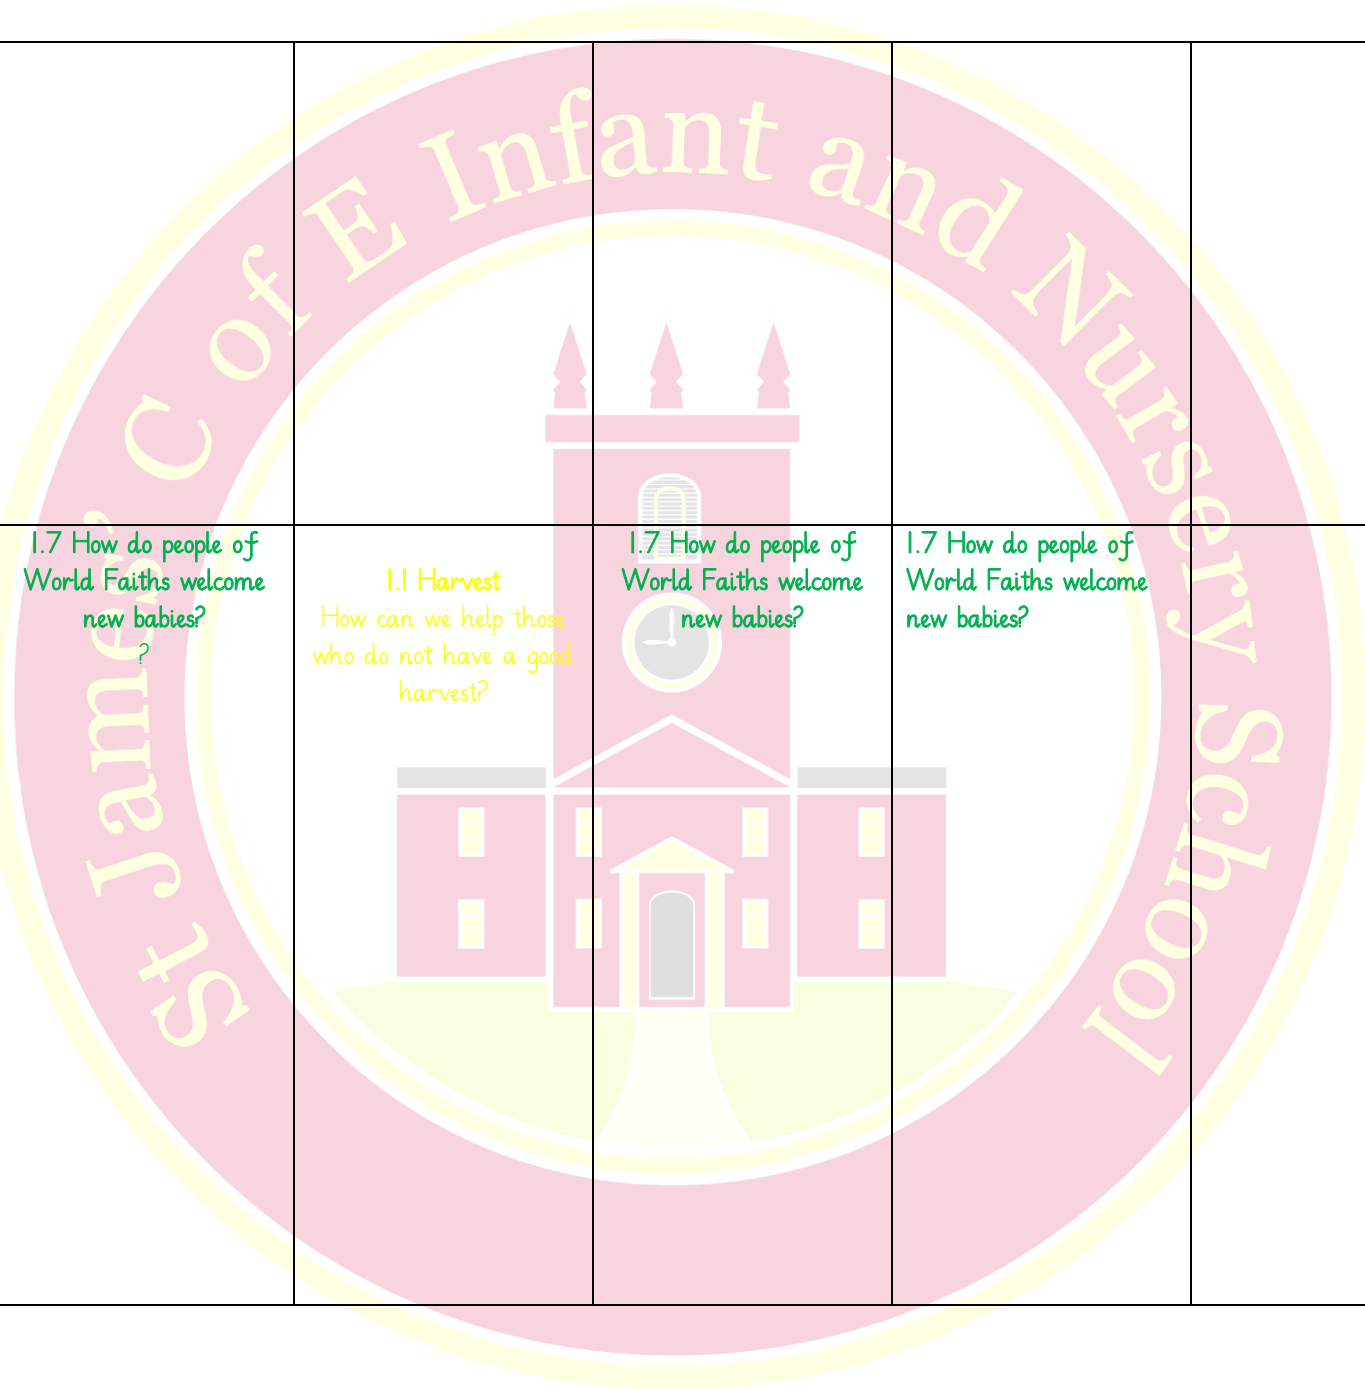 St James' C of E Infant and Nursery School
1.7 How do people of
World Faiths welcome
new babies?
?
1.1 Harvest
How can we help those
who do not have a good
harvest?
1.7 How do people of
World Faiths welcome
new babies?
1.7 How do people of
World Faiths welcome
new babies?